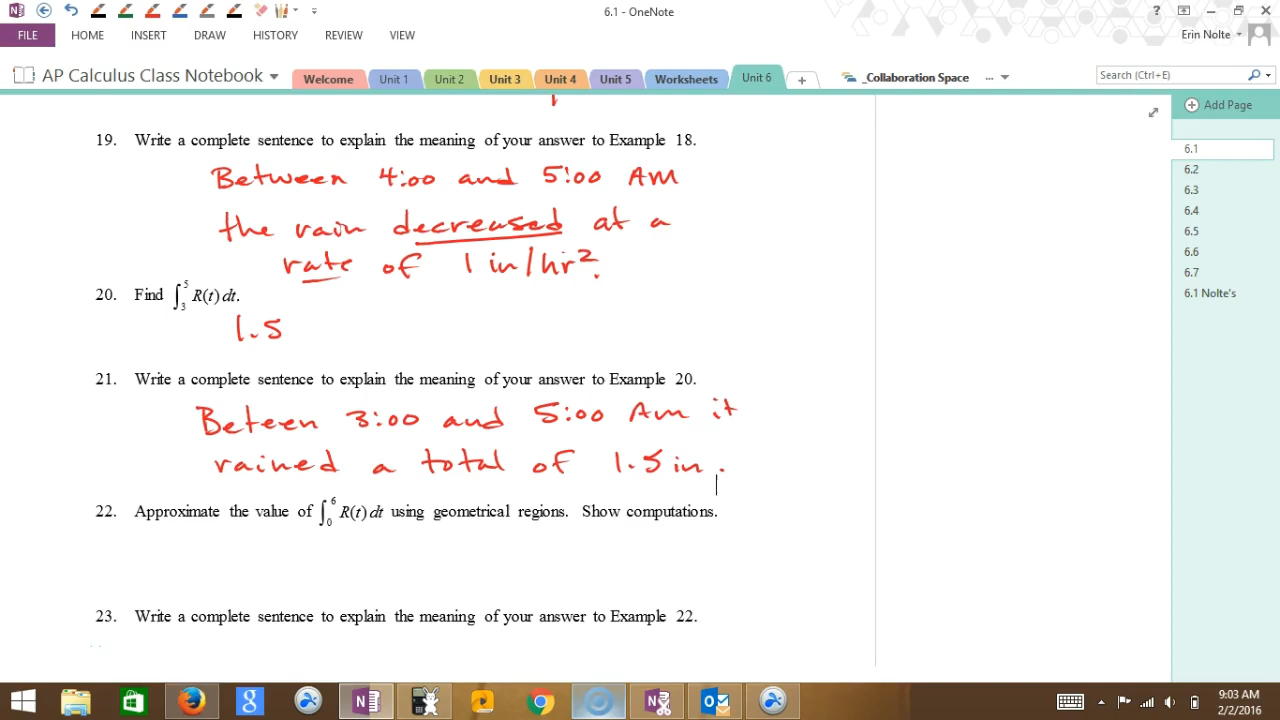 6.1 - OneNote
?
FILE HOME INSERT DRAW HISTORY REVIEW VIEW
Erin Nolte
AP Calculus Class Notebook
Welcome Unit 1 Unit 2 Unit 3 Unit 4 Unit 5 Worksheets Unit 6 + _Collaboration Space ...
Search (Ctrl+E)
Add Page
6.1
6.2
6.3
6.4
6.5
6.6
6.7
6.1 Nolte's
19. Write a complete sentence to explain the meaning of your answer to Example 18.
Between 4:00 and 5:00 AM
the rain decreased at a
rate of 1 in/hr².
20. Find ∫₃⁵ R(t) dt.
1.5
21. Write a complete sentence to explain the meaning of your answer to Example 20.
Beteen 3:00 and 5:00 Am it
rained a total of 1.5 in.
22. Approximate the value of ∫₀⁶ R(t) dt using geometrical regions. Show computations.
23. Write a complete sentence to explain the meaning of your answer to Example 22.
9:03 AM
2/2/2016